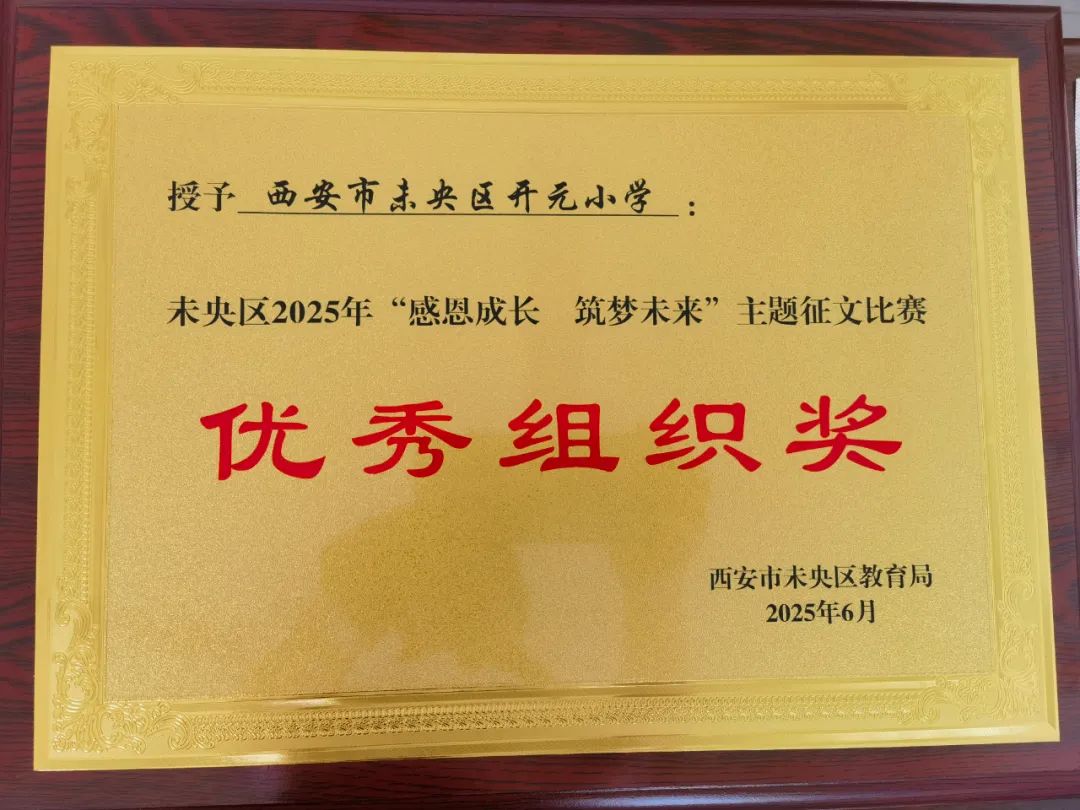 授予 西安市未央区开元小学 :
未央区2025年“感恩成长 筑梦未来”主题征文比赛
优秀组织奖
西安市未央区教育局
2025年6月